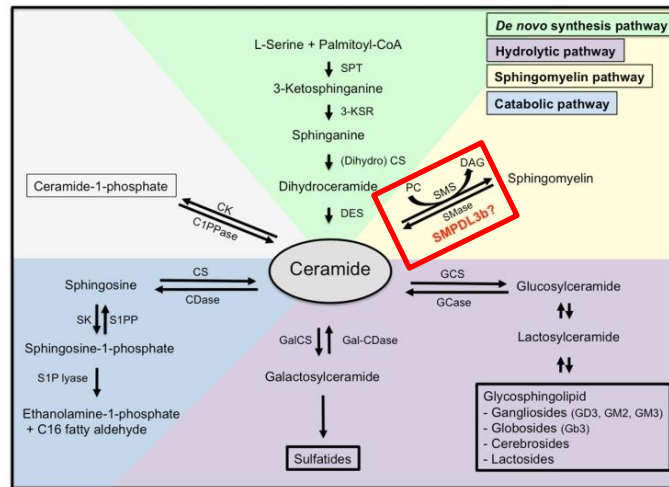 De novo synthesis pathway
Hydrolytic pathway
Sphingomyelin pathway
Catabolic pathway
L-Serine + Palmitoyl-CoA
SPT
3-Ketosphinganine
3-KSR
Sphinganine
(Dihydro) CS
Dihydroceramide
DES
PC
DAG
SMS
SMase
SMPDL3b?
Sphingomyelin
Ceramide-1-phosphate
CK
C1PPase
Ceramide
Sphingosine
CS
CDase
SK
S1PP
Sphingosine-1-phosphate
S1P lyase
Ethanolamine-1-phosphate
+ C16 fatty aldehyde
GalCS
Gal-CDase
Galactosylceramide
Sulfatides
GCS
GCase
Glucosylceramide
Lactosylceramide
Glycosphingolipid
- Gangliosides (GD3, GM2, GM3)
- Globosides (Gb3)
- Cerebrosides
- Lactosides